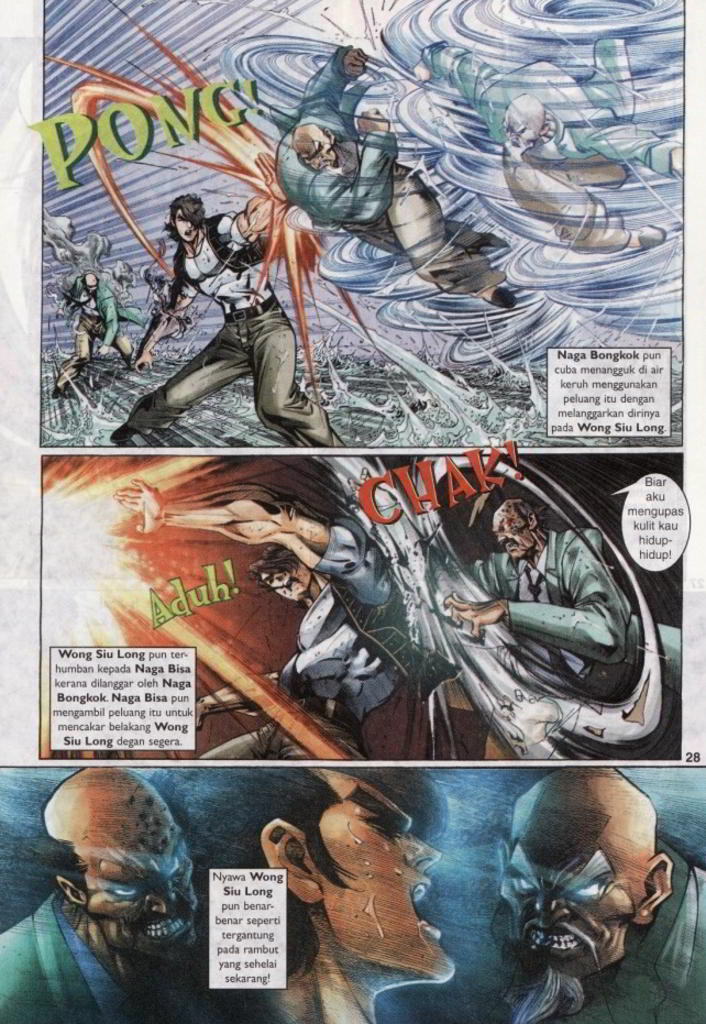 PONG!
Naga Bongkok pun
cuba menangguk di air
keruh menggunakan
peluang itu dengan
melanggarkan dirinya
pada Wong Siu Long.
CHAK!
Biar
aku
mengupas
kulit kau
hidup-
hidup!
Aduh!
Wong Siu Long pun ter-
humban kepada Naga Bisa
kerana dilanggar oleh Naga
Bongkok. Naga Bisa pun
mengambil peluang itu untuk
mencakar belakang Wong
Siu Long degan segera.
28
Nyawa Wong
Siu Long
pun benar-
benar seperti
tergantung
pada rambut
yang sehelai
sekarang!